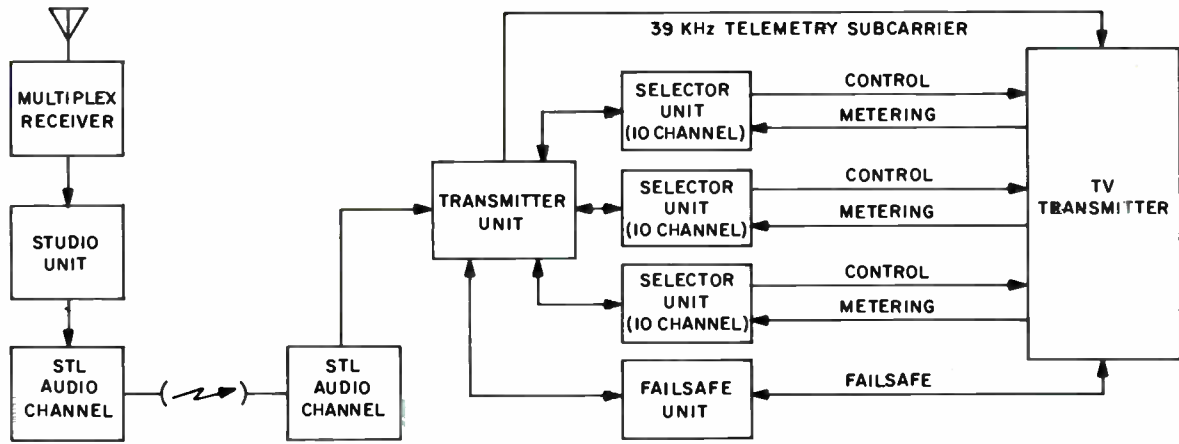 39 KHz TELEMETRY SUBCARRIER
MULTIPLEX
RECEIVER
STUDIO
UNIT
STL
AUDIO
CHANNEL
STL
AUDIO
CHANNEL
TRANSMITTER
UNIT
SELECTOR
UNIT
(10 CHANNEL)
CONTROL
METERING
SELECTOR
UNIT
(10 CHANNEL)
CONTROL
METERING
SELECTOR
UNIT
(10 CHANNEL)
CONTROL
METERING
FAILSAFE
UNIT
FAILSAFE
TV
TRANSMITTER